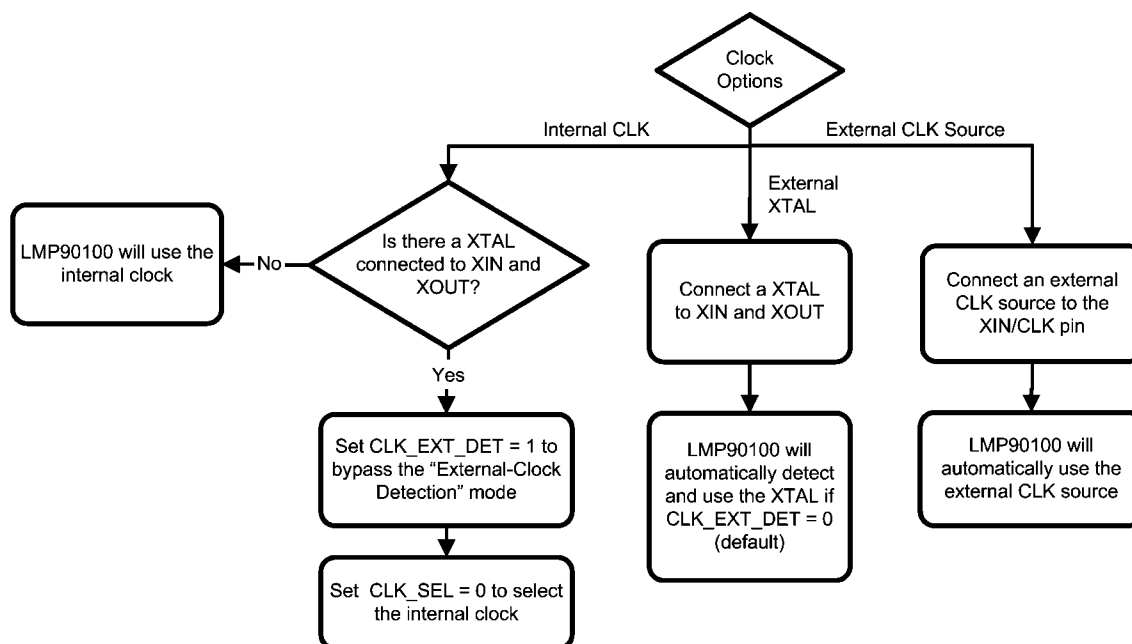 Clock
Options
Internal CLK
External CLK Source
External
XTAL
LMP90100 will use the
internal clock
No
Is there a XTAL
connected to XIN and
XOUT?
Connect a XTAL
to XIN and XOUT
Connect an external
CLK source to the
XIN/CLK pin
Yes
Set CLK_EXT_DET = 1 to
bypass the “External-Clock
Detection” mode
LMP90100 will
automatically detect
and use the XTAL if
CLK_EXT_DET = 0
(default)
LMP90100 will
automatically use the
external CLK source
Set CLK_SEL = 0 to select
the internal clock